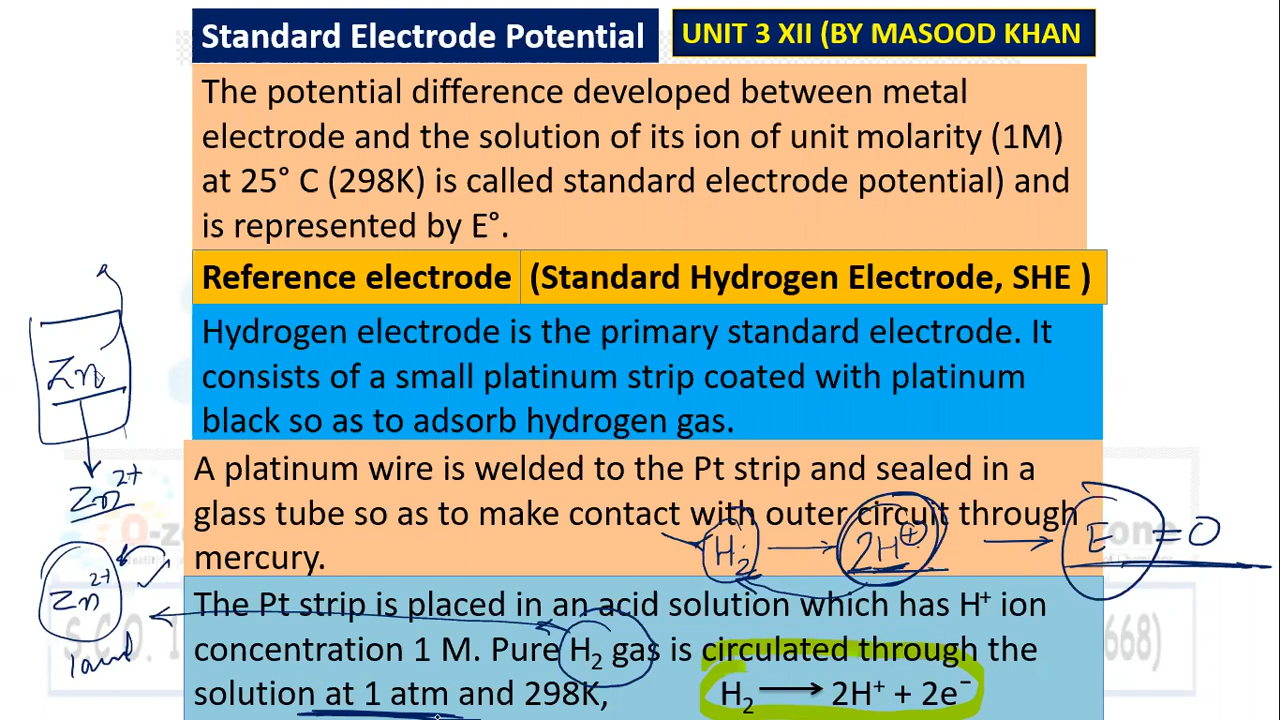 Standard Electrode Potential
UNIT 3 XII (BY MASOOD KHAN
The potential difference developed between metal
electrode and the solution of its ion of unit molarity (1M)
at 25° C (298K) is called standard electrode potential) and
is represented by E°.
Reference electrode (Standard Hydrogen Electrode, SHE )
Hydrogen electrode is the primary standard electrode. It
consists of a small platinum strip coated with platinum
black so as to adsorb hydrogen gas.
A platinum wire is welded to the Pt strip and sealed in a
glass tube so as to make contact with outer circuit through
mercury.
The Pt strip is placed in an acid solution which has H⁺ ion
concentration 1 M. Pure H₂ gas is circulated through the
solution at 1 atm and 298K,
H₂ ⟶ 2H⁺ + 2e⁻
Zn
Zn²⁺
Zn²⁺
H₂ → 2H⁺ → E = 0
S.C.O. 1
668)